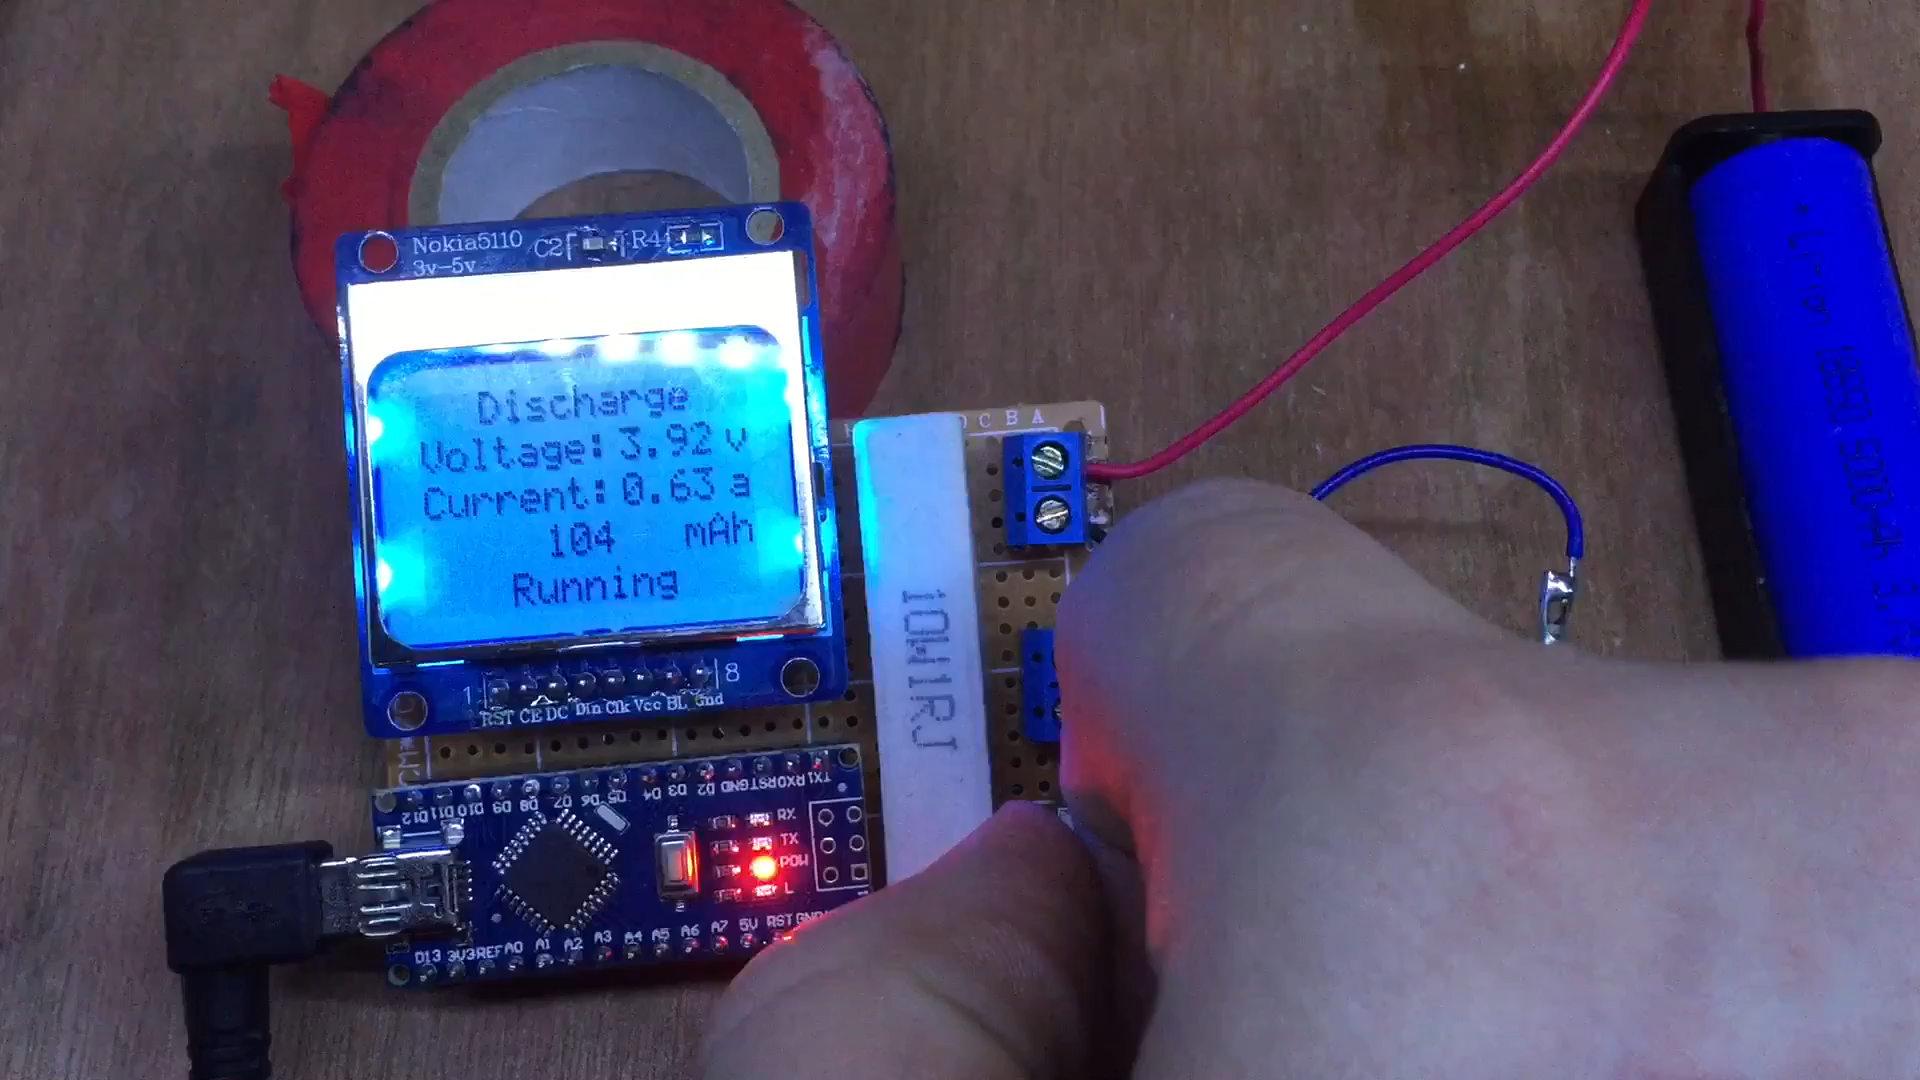 Nokia5110 C2 R4
3v-5v
Discharge
Voltage: 3.92 v
Current: 0.63 a
104 mAh
Running
1 8
RST CE DC Din Clk Vcc BL Gnd
C B A
10W1RJ
D12 D11 D10 D9 D8 D7 D6 D5 D4 D3 D2 GND RST RX0 TX1
RX
TX
POW
L
D13 3V3 REF A0 A1 A2 A3 A4 A5 A6 A7 5V RST GND
+ Li-ion 18650